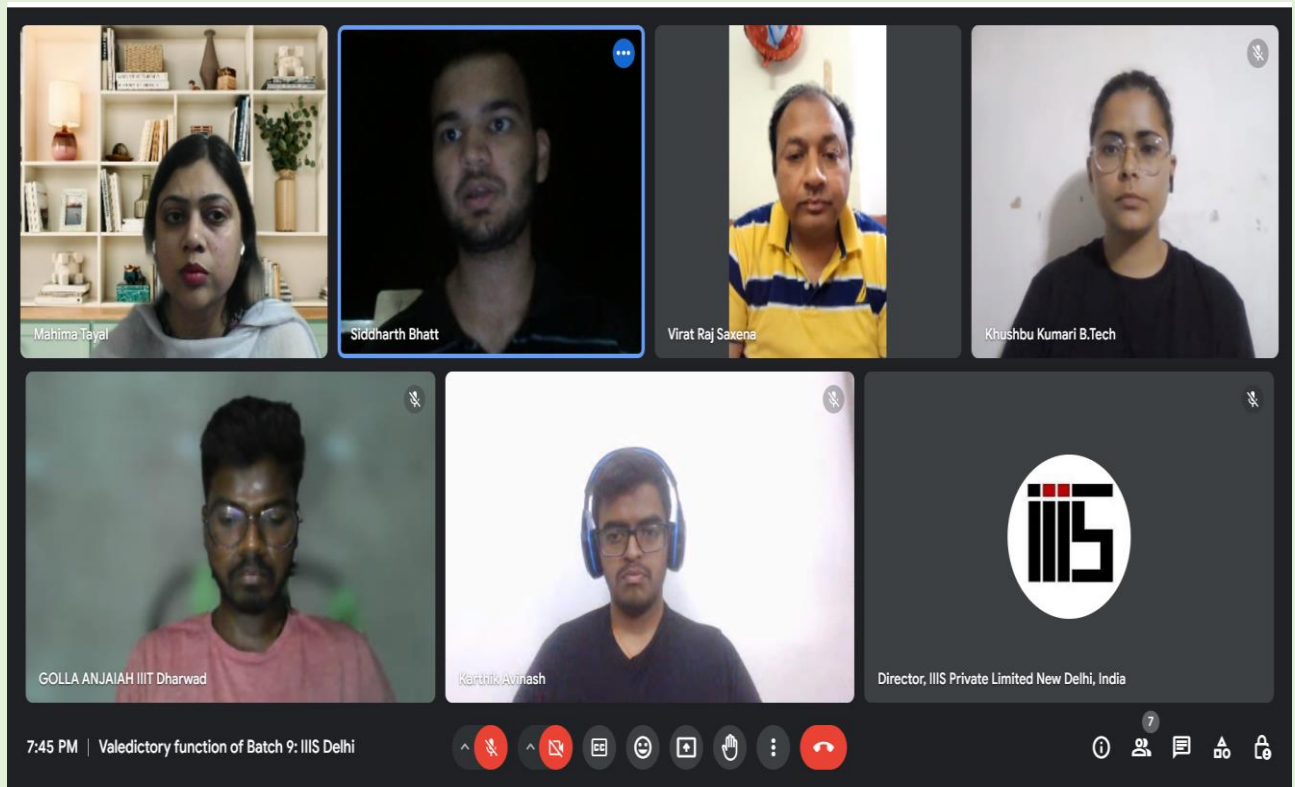 Mahima Tayal
Siddharth Bhatt
Virat Raj Saxena
Khushbu Kumari B.Tech
GOLLA ANJAIAH IIIT Dharwad
Karthik Avinash
iiiS
Director, IIIS Private Limited New Delhi, India
7:45 PM | Valedictory function of Batch 9: IIIS Delhi
CC
7